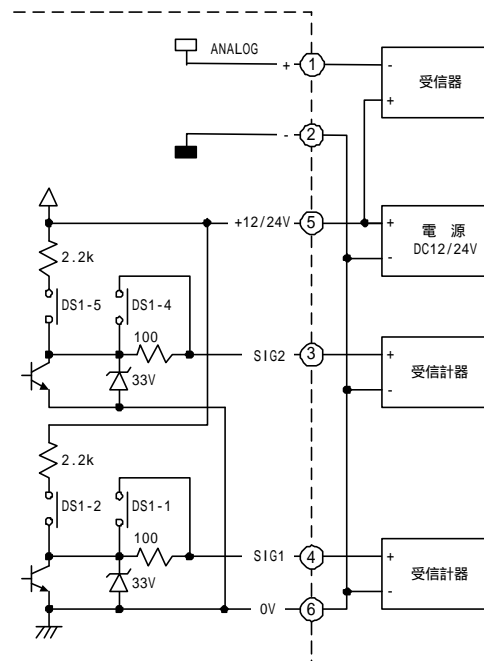 ANALOG
+
1
-
受信器
+
-
2
+12/24V
5
+
電 源
DC12/24V
-
2.2k
DS1-5
DS1-4
100
SIG2
3
+
受信計器
-
33V
2.2k
DS1-2
DS1-1
100
SIG1
4
+
受信計器
-
33V
0V
6